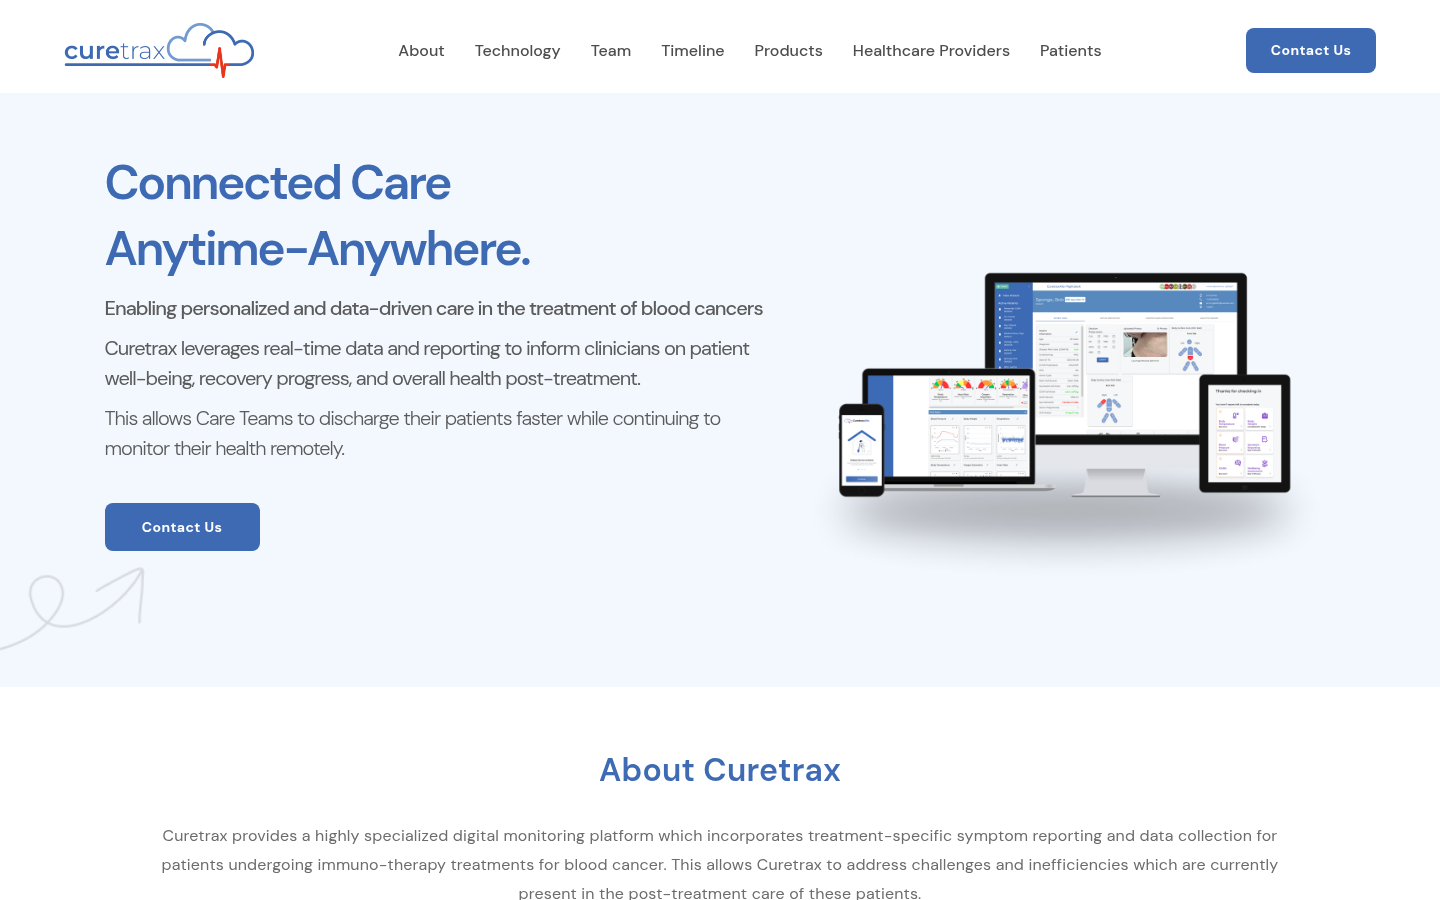 curetrax
About
Technology
Team
Timeline
Products
Healthcare Providers
Patients
Contact Us
Connected Care
Anytime-Anywhere.
Enabling personalized and data-driven care in the treatment of blood cancers
Curetrax leverages real-time data and reporting to inform clinicians on patient
well-being, recovery progress, and overall health post-treatment.
This allows Care Teams to discharge their patients faster while continuing to
monitor their health remotely.
Contact Us
Thanks for checking in
About Curetrax
Curetrax provides a highly specialized digital monitoring platform which incorporates treatment-specific symptom reporting and data collection for
patients undergoing immuno-therapy treatments for blood cancer. This allows Curetrax to address challenges and inefficiencies which are currently
present in the post-treatment care of these patients.